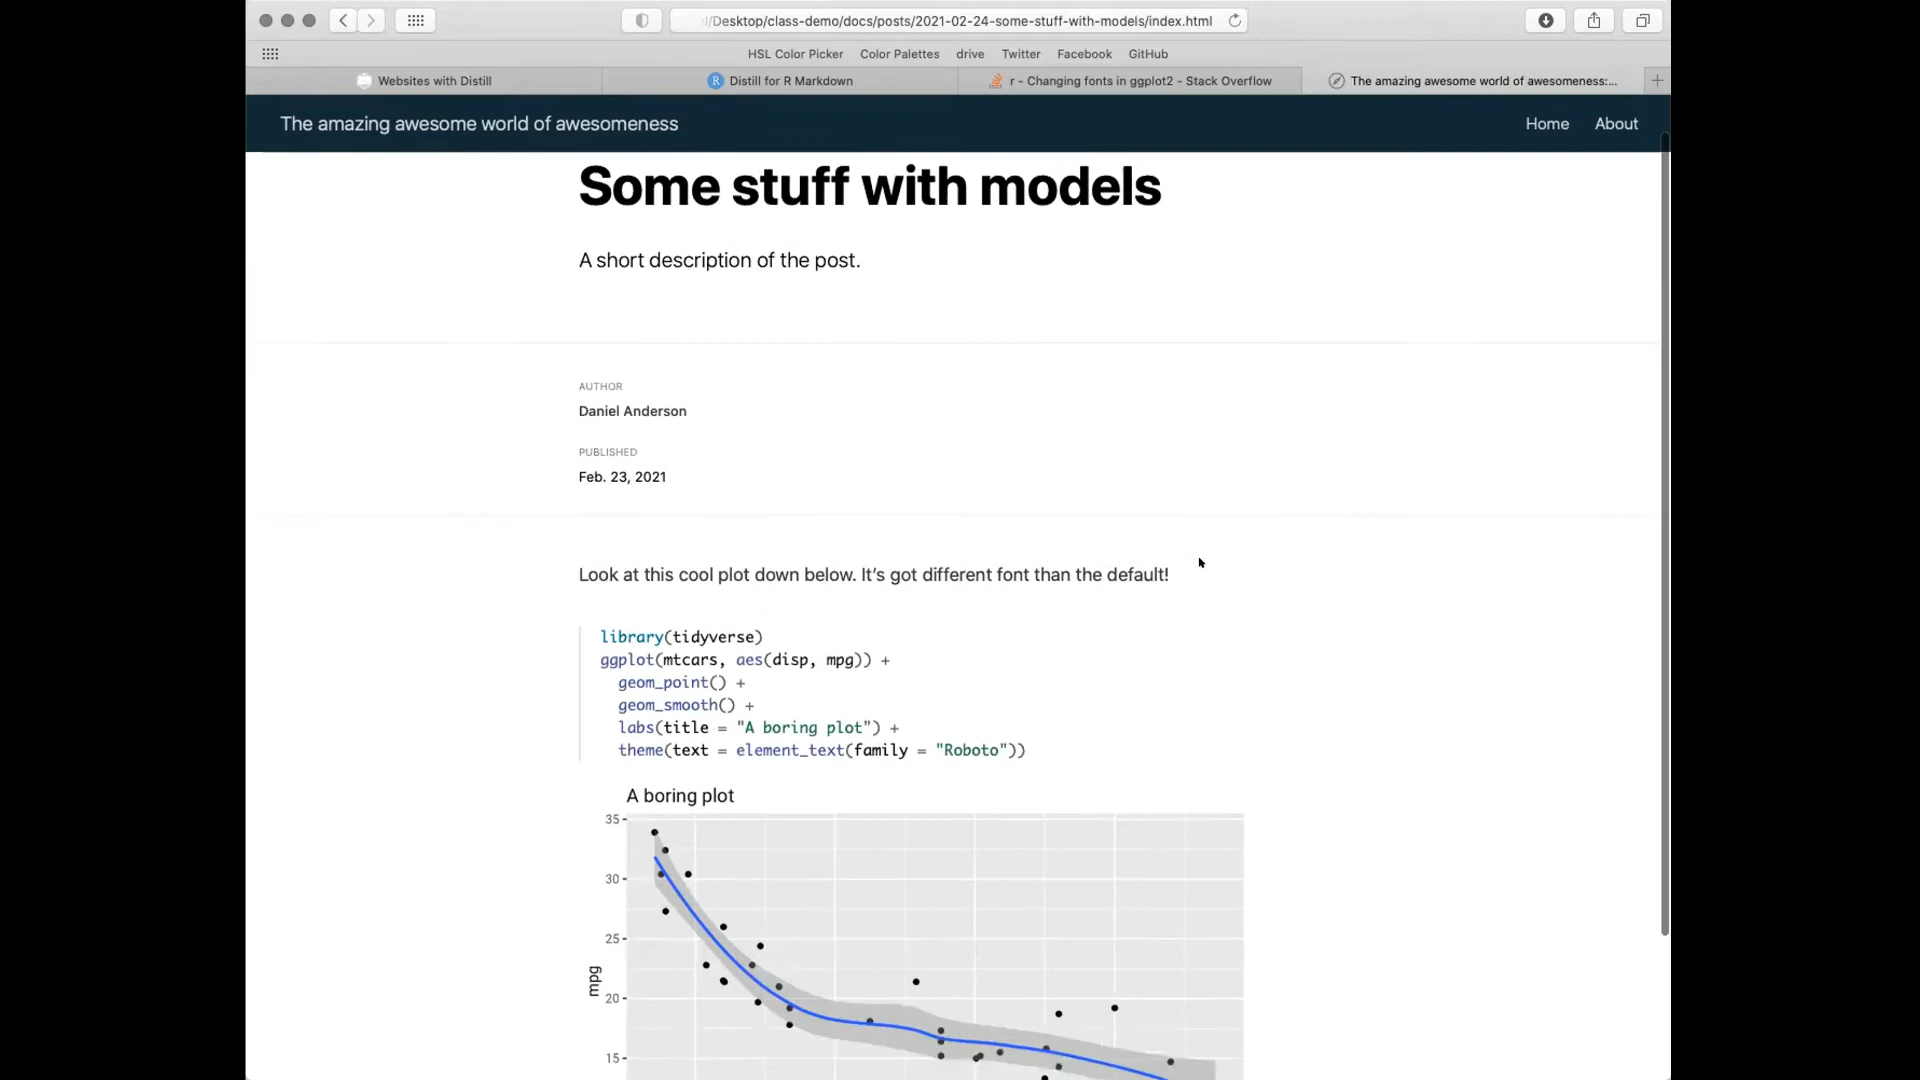 l/Desktop/class-demo/docs/posts/2021-02-24-some-stuff-with-models/index.html
HSL Color Picker Color Palettes drive Twitter Facebook GitHub
Websites with Distill
Distill for R Markdown
r - Changing fonts in ggplot2 - Stack Overflow
The amazing awesome world of awesomeness:...
The amazing awesome world of awesomeness
Home About
Some stuff with models
A short description of the post.
AUTHOR
Daniel Anderson
PUBLISHED
Feb. 23, 2021
Look at this cool plot down below. It's got different font than the default!
library(tidyverse)
ggplot(mtcars, aes(disp, mpg)) +
geom_point() +
geom_smooth() +
labs(title = "A boring plot") +
theme(text = element_text(family = "Roboto"))
A boring plot
35
30
25
mpg
20
15